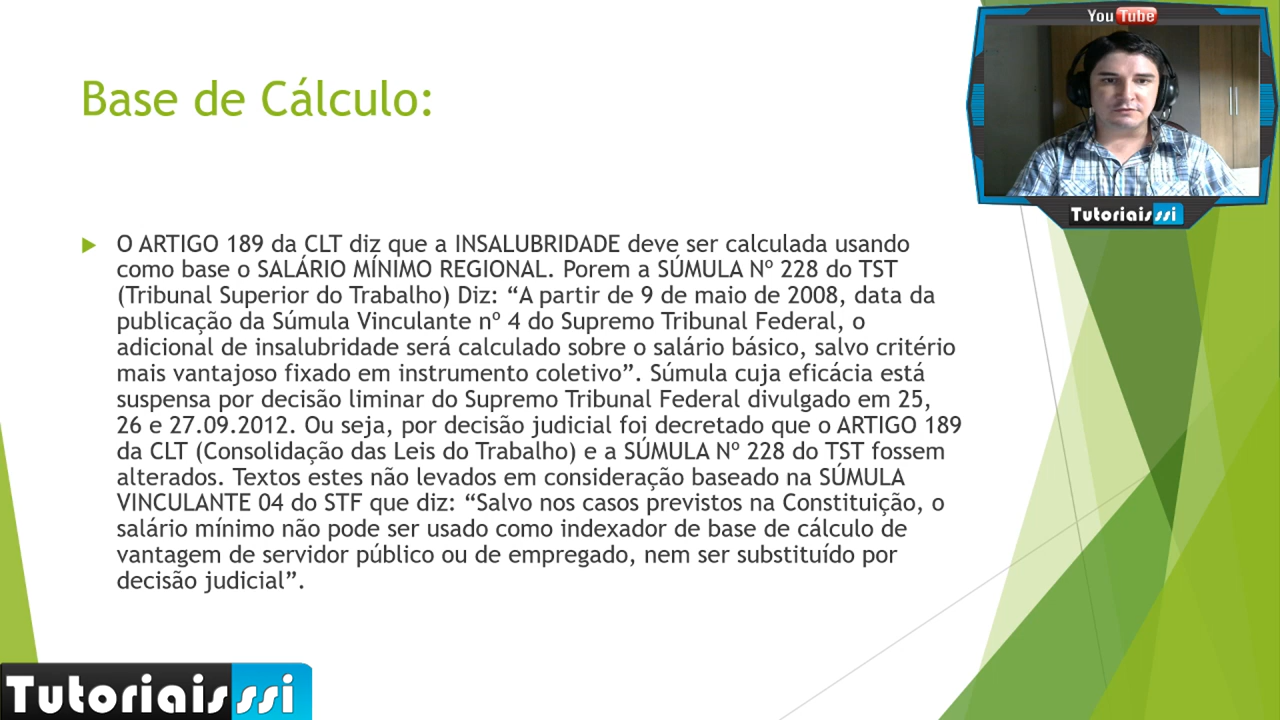 You Tube
Tutoriais ssi
Base de Cálculo:
O ARTIGO 189 da CLT diz que a INSALUBRIDADE deve ser calculada usando
como base o SALÁRIO MÍNIMO REGIONAL. Porem a SÚMULA Nº 228 do TST
(Tribunal Superior do Trabalho) Diz: “A partir de 9 de maio de 2008, data da
publicação da Súmula Vinculante nº 4 do Supremo Tribunal Federal, o
adicional de insalubridade será calculado sobre o salário básico, salvo critério
mais vantajoso fixado em instrumento coletivo”. Súmula cuja eficácia está
suspensa por decisão liminar do Supremo Tribunal Federal divulgado em 25,
26 e 27.09.2012. Ou seja, por decisão judicial foi decretado que o ARTIGO 189
da CLT (Consolidação das Leis do Trabalho) e a SÚMULA Nº 228 do TST fossem
alterados. Textos estes não levados em consideração baseado na SÚMULA
VINCULANTE 04 do STF que diz: “Salvo nos casos previstos na Constituição, o
salário mínimo não pode ser usado como indexador de base de cálculo de
vantagem de servidor público ou de empregado, nem ser substituído por
decisão judicial”.
Tutoriais ssi